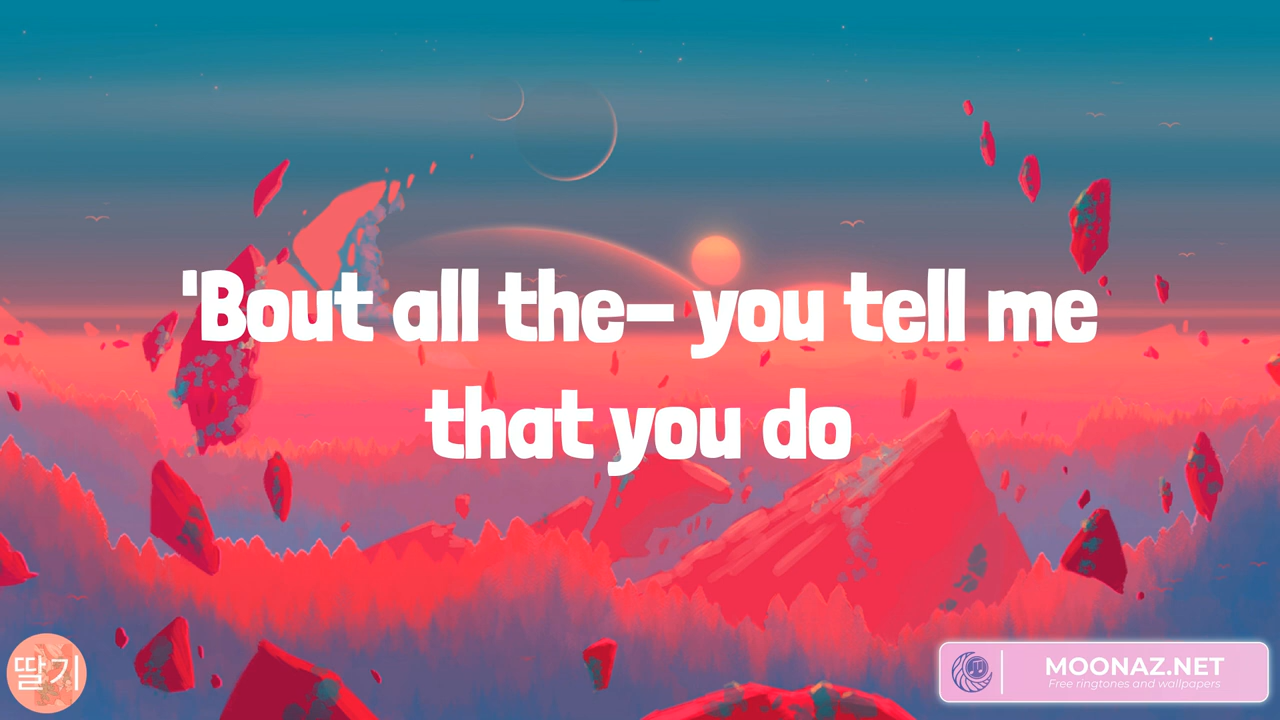 'Bout all the– you tell me
that you do
딸기
MOONAZ.NET
Free ringtones and wallpapers